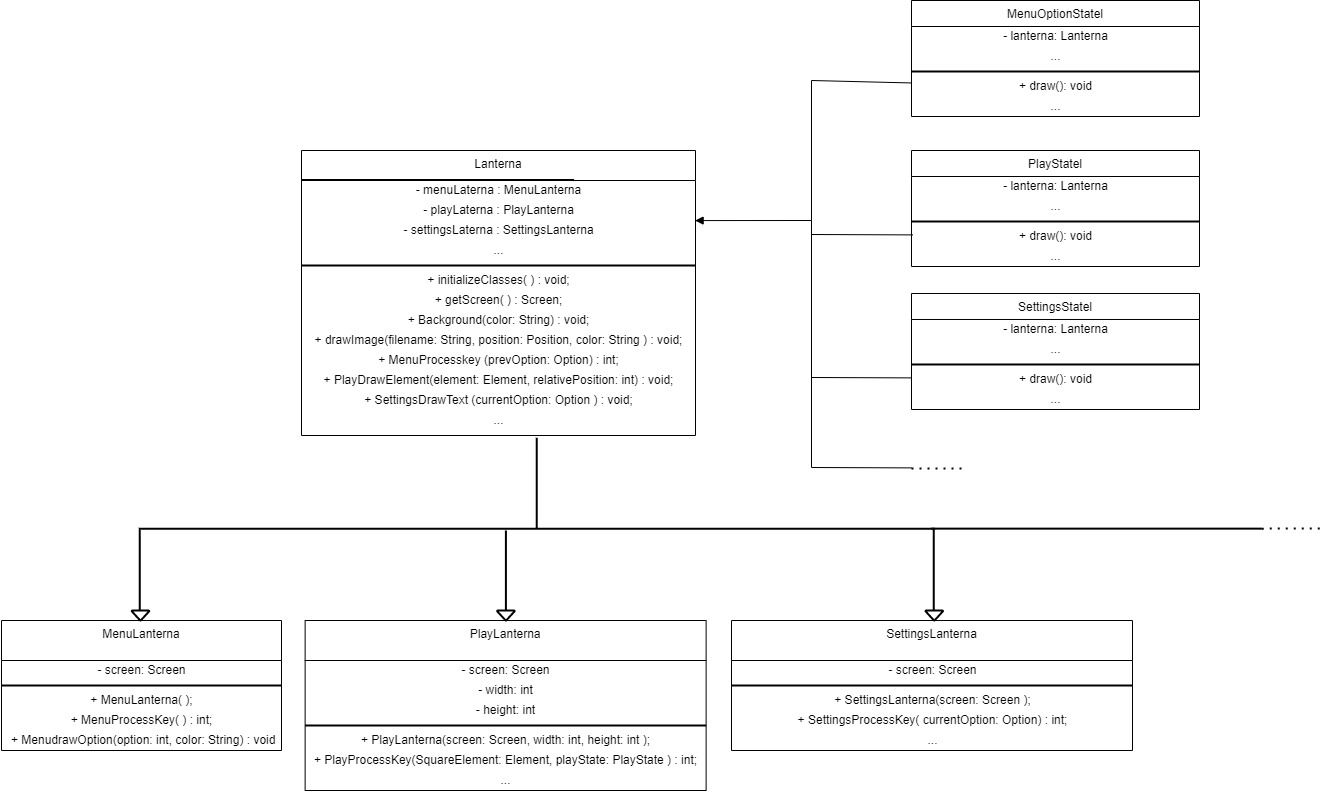 MenuOptionStatel
- lanterna: Lanterna
...
+ draw(): void
...
Lanterna
- menuLaterna : MenuLanterna
- playLaterna : PlayLanterna
- settingsLaterna : SettingsLanterna
...
+ initializeClasses( ) : void;
+ getScreen( ) : Screen;
+ Background(color: String) : void;
+ drawImage(filename: String, position: Position, color: String ) : void;
+ MenuProcesskey (prevOption: Option) : int;
+ PlayDrawElement(element: Element, relativePosition: int) : void;
+ SettingsDrawText (currentOption: Option ) : void;
...
PlayStatel
- lanterna: Lanterna
...
+ draw(): void
...
SettingsStatel
- lanterna: Lanterna
...
+ draw(): void
...
MenuLanterna
- screen: Screen
+ MenuLanterna( );
+ MenuProcessKey( ) : int;
+ MenudrawOption(option: int, color: String) : void
PlayLanterna
- screen: Screen
- width: int
- height: int
+ PlayLanterna(screen: Screen, width: int, height: int );
+ PlayProcessKey(SquareElement: Element, playState: PlayState ) : int;
...
SettingsLanterna
- screen: Screen
+ SettingsLanterna(screen: Screen );
+ SettingsProcessKey( currentOption: Option) : int;
...